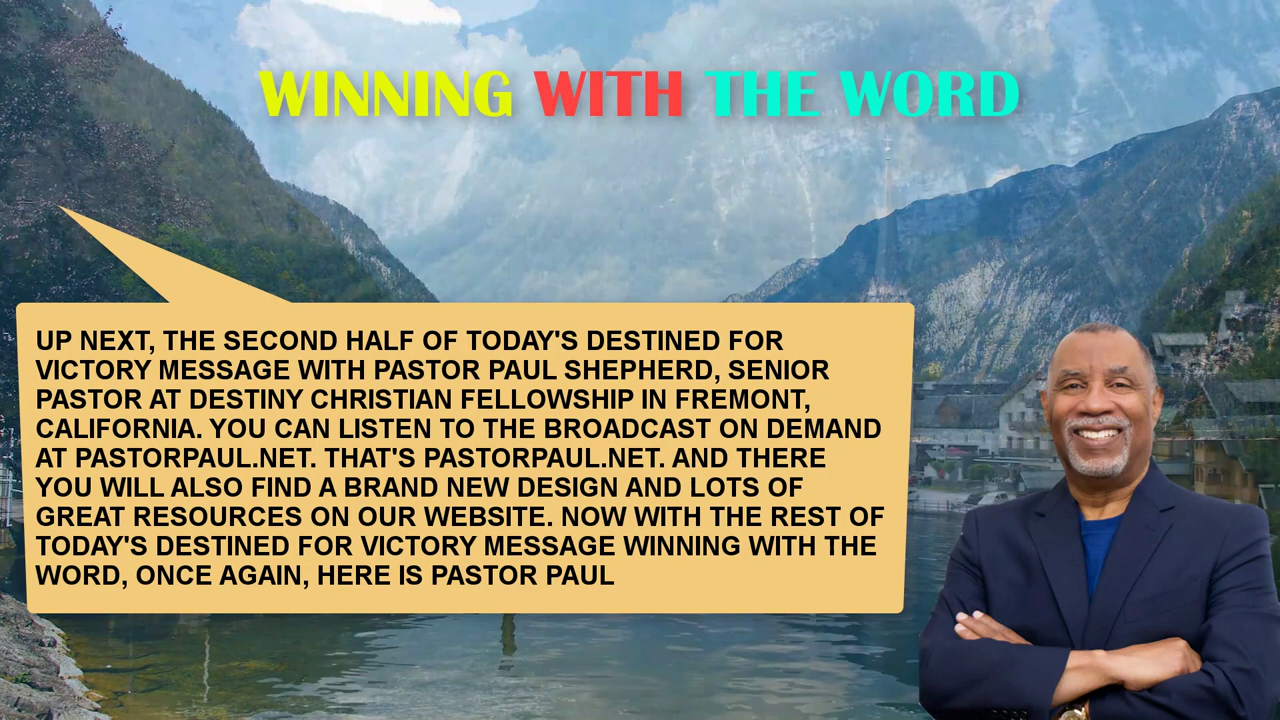 WINNING WITH THE WORD
UP NEXT, THE SECOND HALF OF TODAY'S DESTINED FOR
VICTORY MESSAGE WITH PASTOR PAUL SHEPHERD, SENIOR
PASTOR AT DESTINY CHRISTIAN FELLOWSHIP IN FREMONT,
CALIFORNIA. YOU CAN LISTEN TO THE BROADCAST ON DEMAND
AT PASTORPAUL.NET. THAT'S PASTORPAUL.NET. AND THERE
YOU WILL ALSO FIND A BRAND NEW DESIGN AND LOTS OF
GREAT RESOURCES ON OUR WEBSITE. NOW WITH THE REST OF
TODAY'S DESTINED FOR VICTORY MESSAGE WINNING WITH THE
WORD, ONCE AGAIN, HERE IS PASTOR PAUL